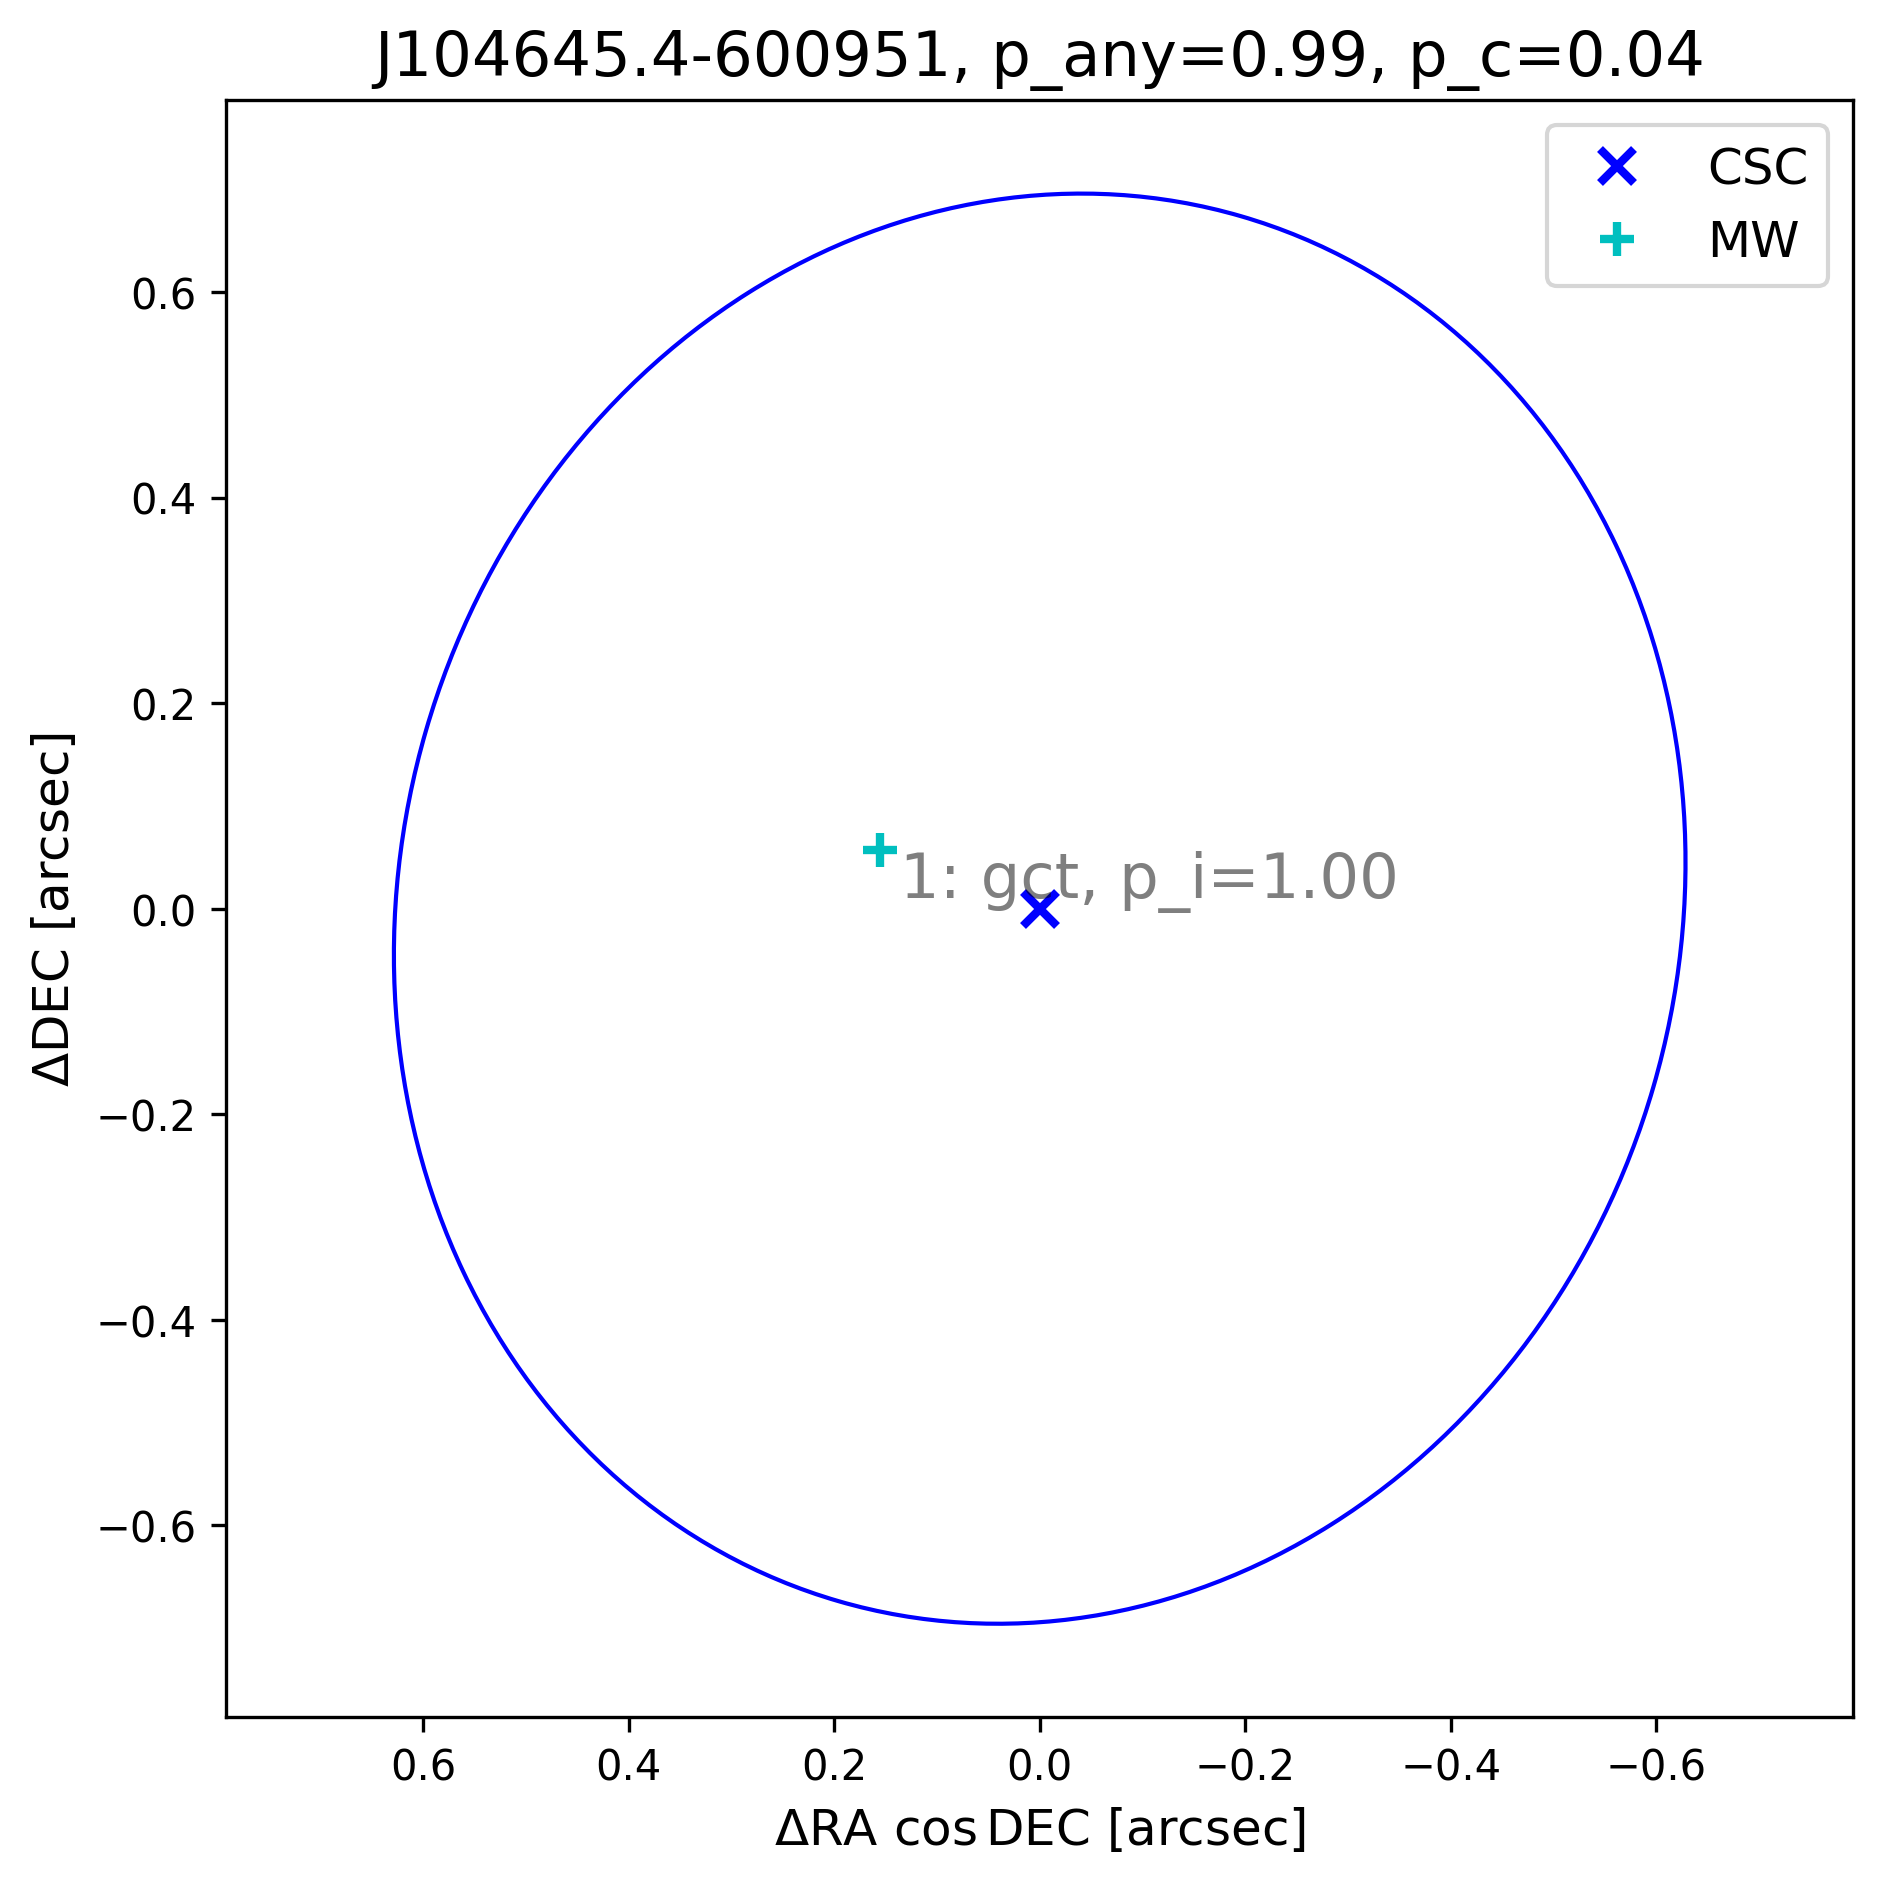 J104645.4-600951, p_any=0.99, p_c=0.04
CSC
MW
0.6
0.4
0.2
0.0
−0.2
−0.4
−0.6
ΔDEC [arcsec]
1: gct, p_i=1.00
0.6 0.4 0.2 0.0 −0.2 −0.4 −0.6
ΔRA cos DEC [arcsec]